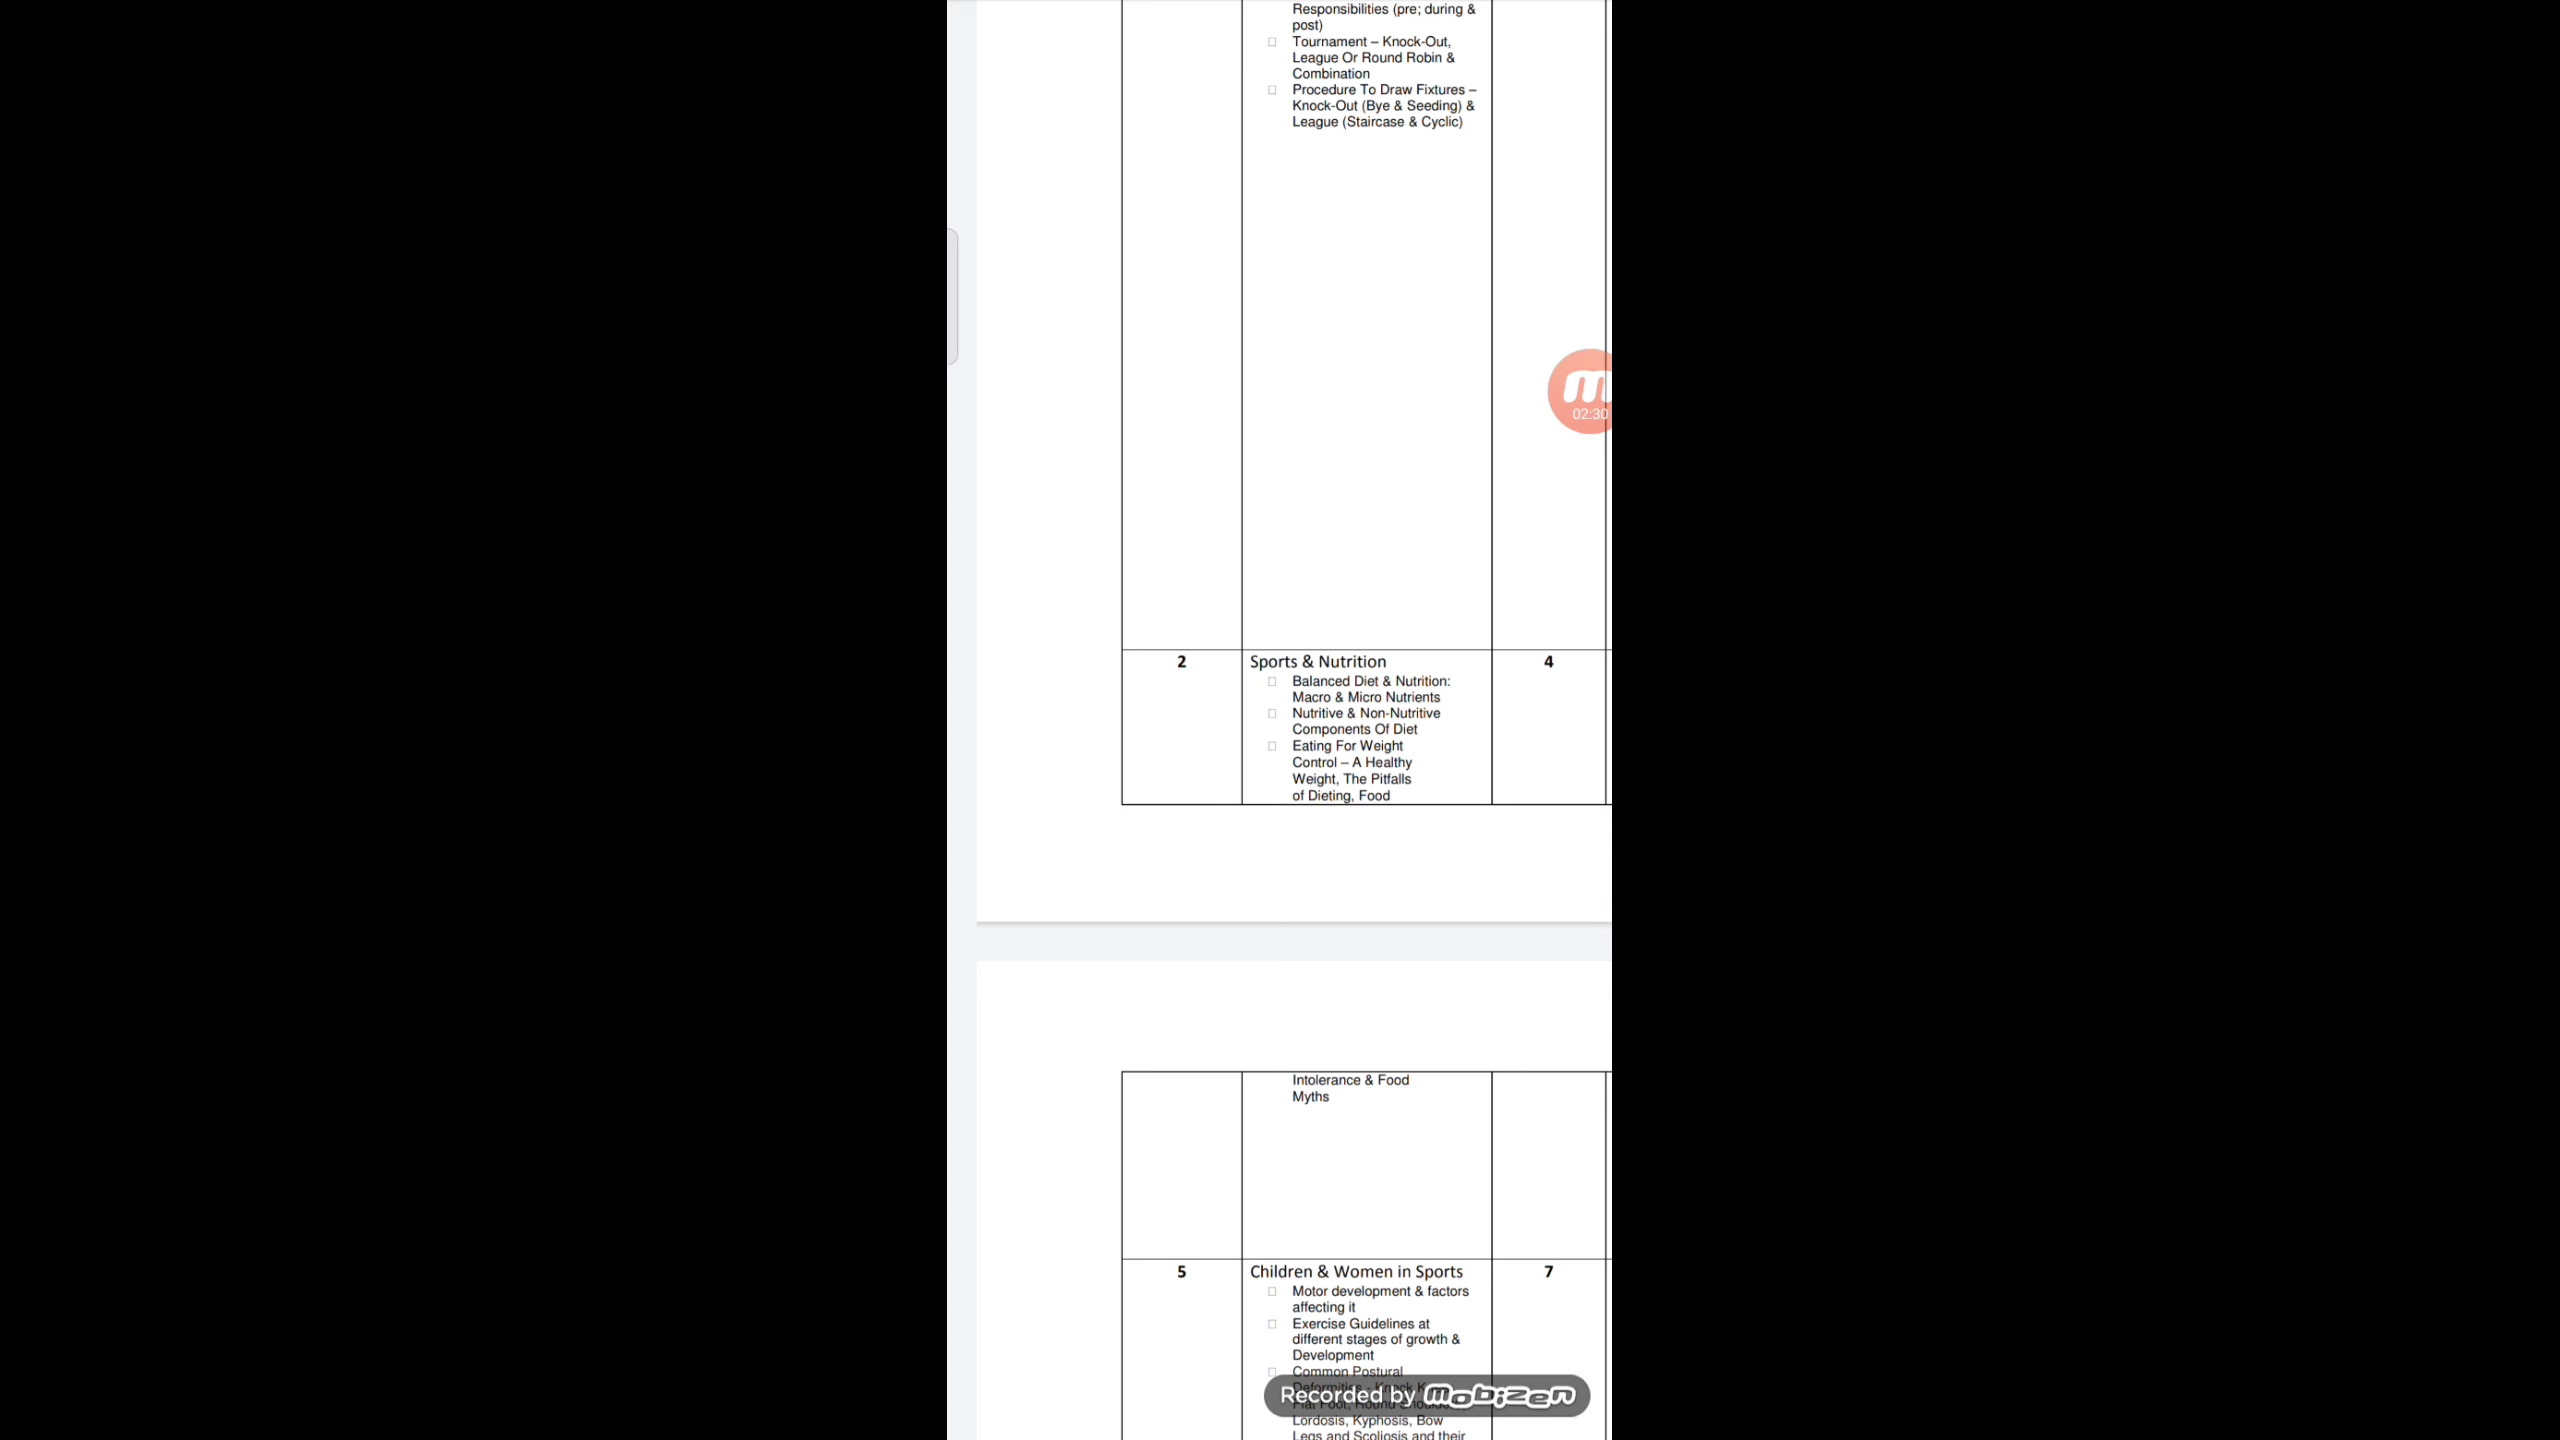 Responsibilities (pre; during &
post)
Tournament – Knock-Out,
League Or Round Robin &
Combination
Procedure To Draw Fixtures –
Knock-Out (Bye & Seeding) &
League (Staircase & Cyclic)
02:30
2
Sports & Nutrition
4
Balanced Diet & Nutrition:
Macro & Micro Nutrients
Nutritive & Non-Nutritive
Components Of Diet
Eating For Weight
Control – A Healthy
Weight, The Pitfalls
of Dieting, Food
Intolerance & Food
Myths
5
Children & Women in Sports
7
Motor development & factors
affecting it
Exercise Guidelines at
different stages of growth &
Development
Common Postural
Recorded by mobizen
Lordosis, Kyphosis, Bow
Legs and Scoliosis and their